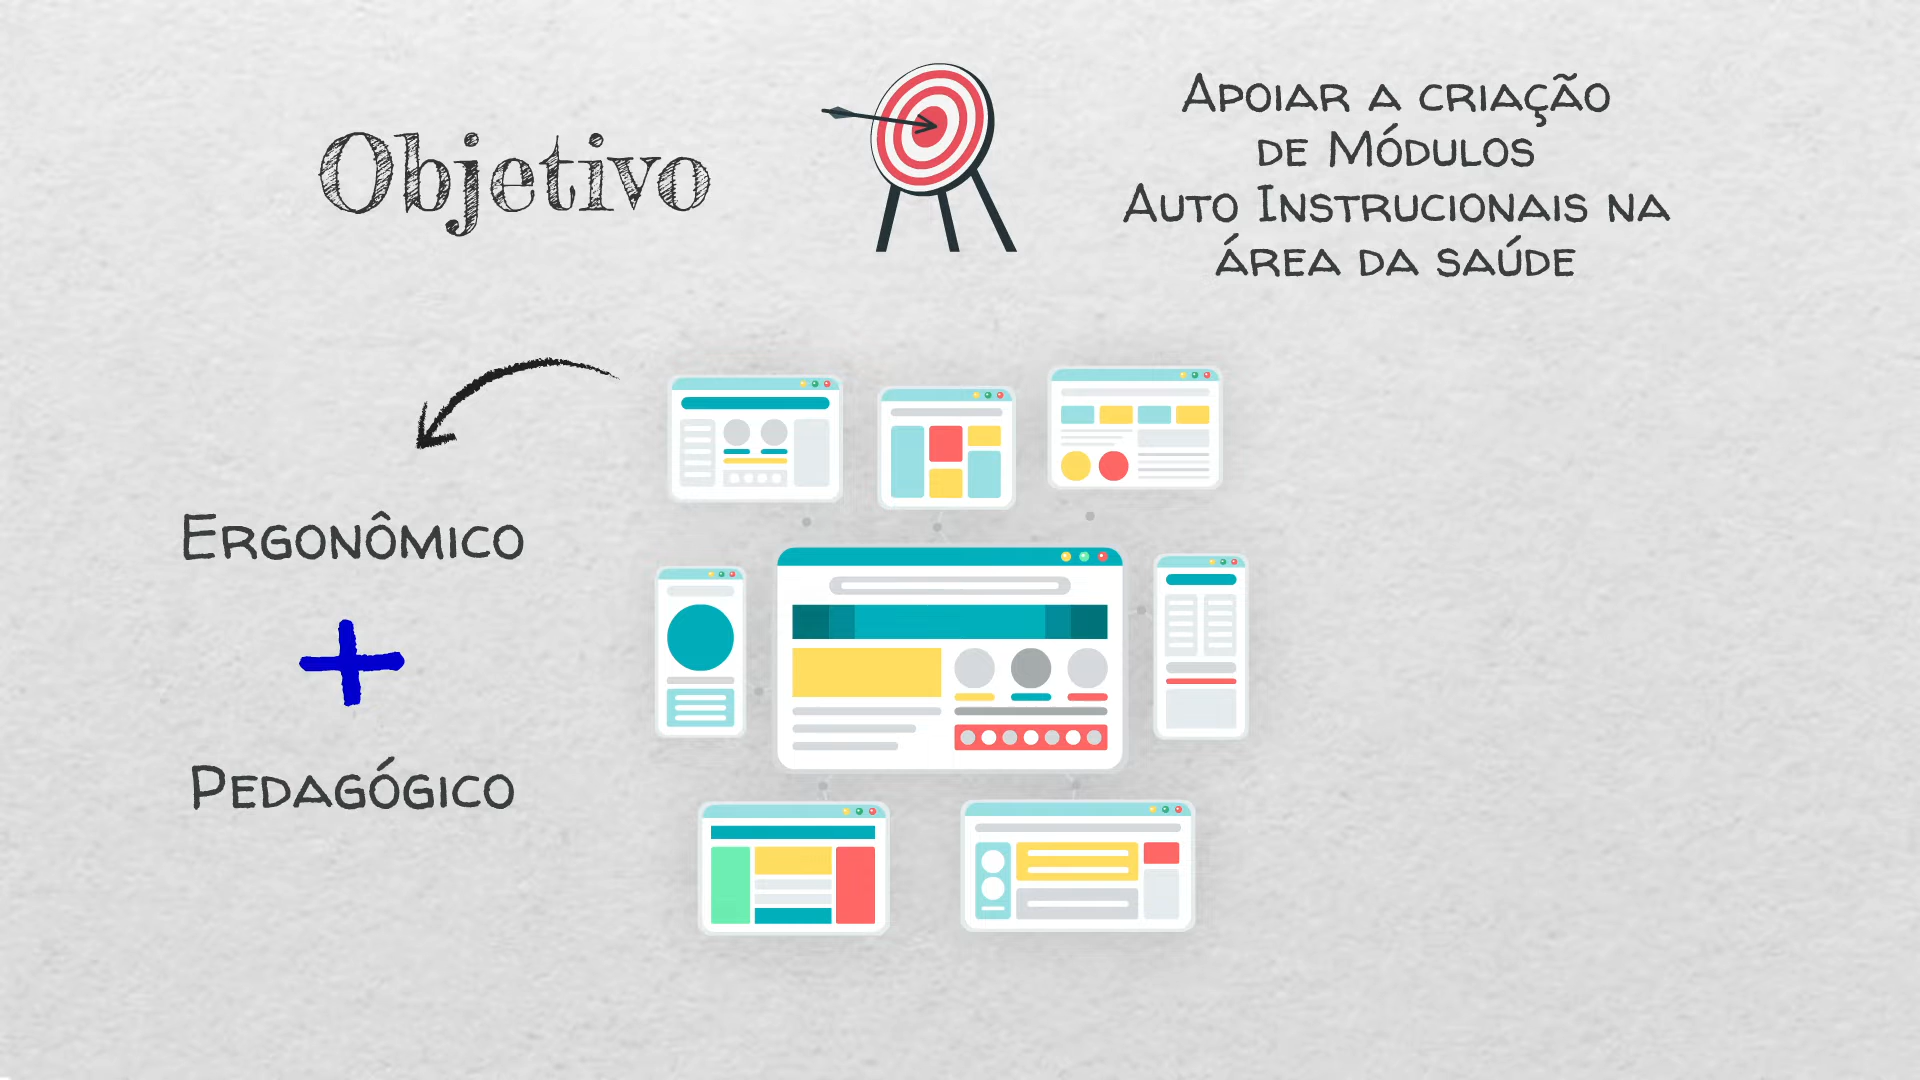 Objetivo
Apoiar a criação
de Módulos
Auto Instrucionais na
área da saúde
Ergonômico
+
Pedagógico